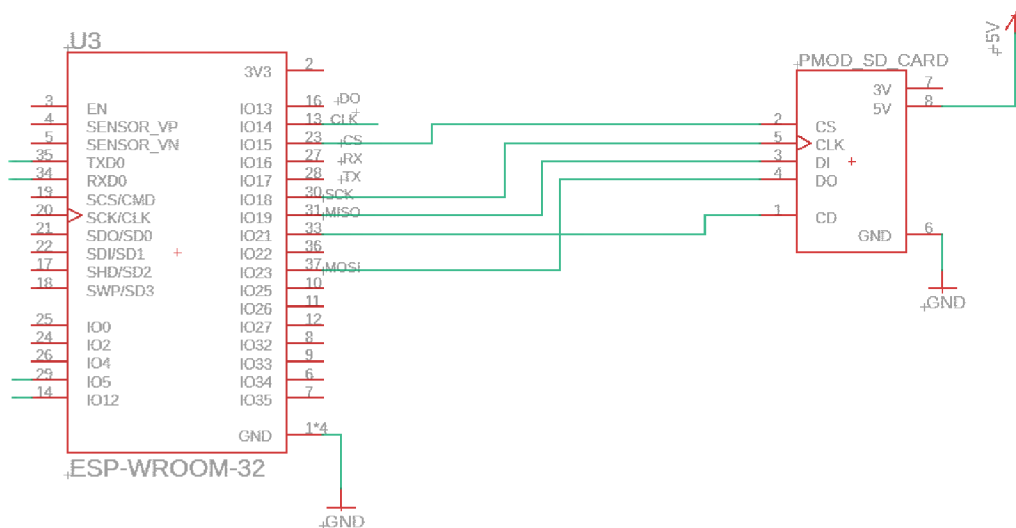 U3
3V3 2
3 EN
4 SENSOR_VP
5 SENSOR_VN
35 TXD0
34 RXD0
19 SCS/CMD
20 SCK/CLK
21 SDO/SD0
22 SDI/SD1
17 SHD/SD2
18 SWP/SD3
25 IO0
24 IO2
26 IO4
29 IO5
14 IO12
IO13 16 DO
IO14 13 CLK
IO15 23 CS
IO16 27 RX
IO17 28 TX
IO18 30 SCK
IO19 31 MISO
IO21 33
IO22 36
IO23 37 MOSI
IO25 10
IO26 11
IO27 12
IO32 8
IO33 9
IO34 6
IO35 7
GND 1*4
ESP-WROOM-32
GND
PMOD_SD_CARD
3V 7
5V 8
2 CS
5 CLK
3 DI
4 DO
1 CD
GND 6
GND
+5V